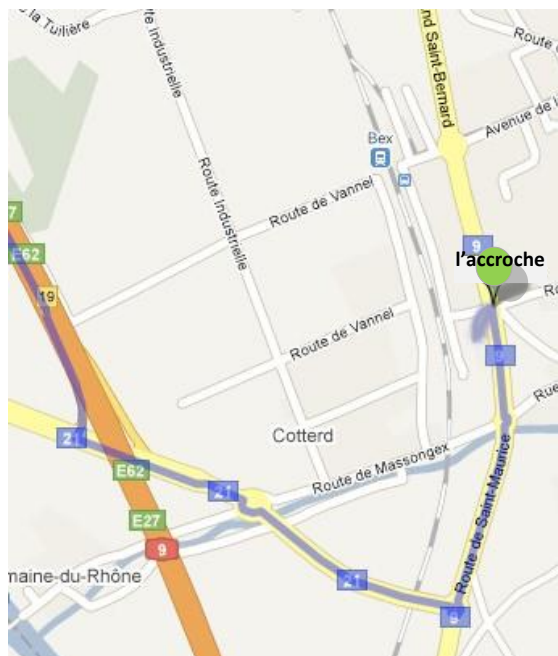 la Tuilière
Route Industrielle
nd Saint-Bernard
Route de
Avenue de l
Bex
Route de Vannel
Route Industrielle
7
E62
9
l'accroche
19
Ro
9
Route de Vannel
21
Cotterd
Rue
E62
21
Route de Massongex
E27
9
Route de Saint-Maurice
maine-du-Rhône
21
9